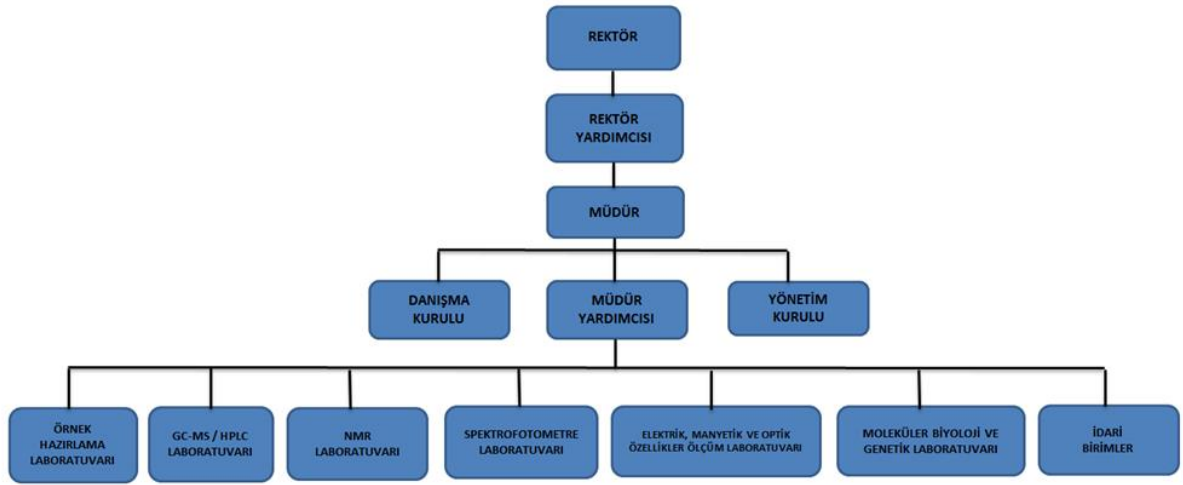 REKTÖR
REKTÖR
YARDIMCISI
MÜDÜR
DANIŞMA
KURULU
MÜDÜR
YARDIMCISI
YÖNETİM
KURULU
ÖRNEK
HAZIRLAMA
LABORATUVARI
GC-MS / HPLC
LABORATUVARI
NMR
LABORATUVARI
SPEKTROFOTOMETRE
LABORATUVARI
ELEKTRİK, MANYETİK VE OPTİK
ÖZELLİKLER ÖLÇÜM LABORATUVARI
MOLEKÜLER BİYOLOJİ VE
GENETİK LABORATUVARI
İDARİ
BİRİMLER